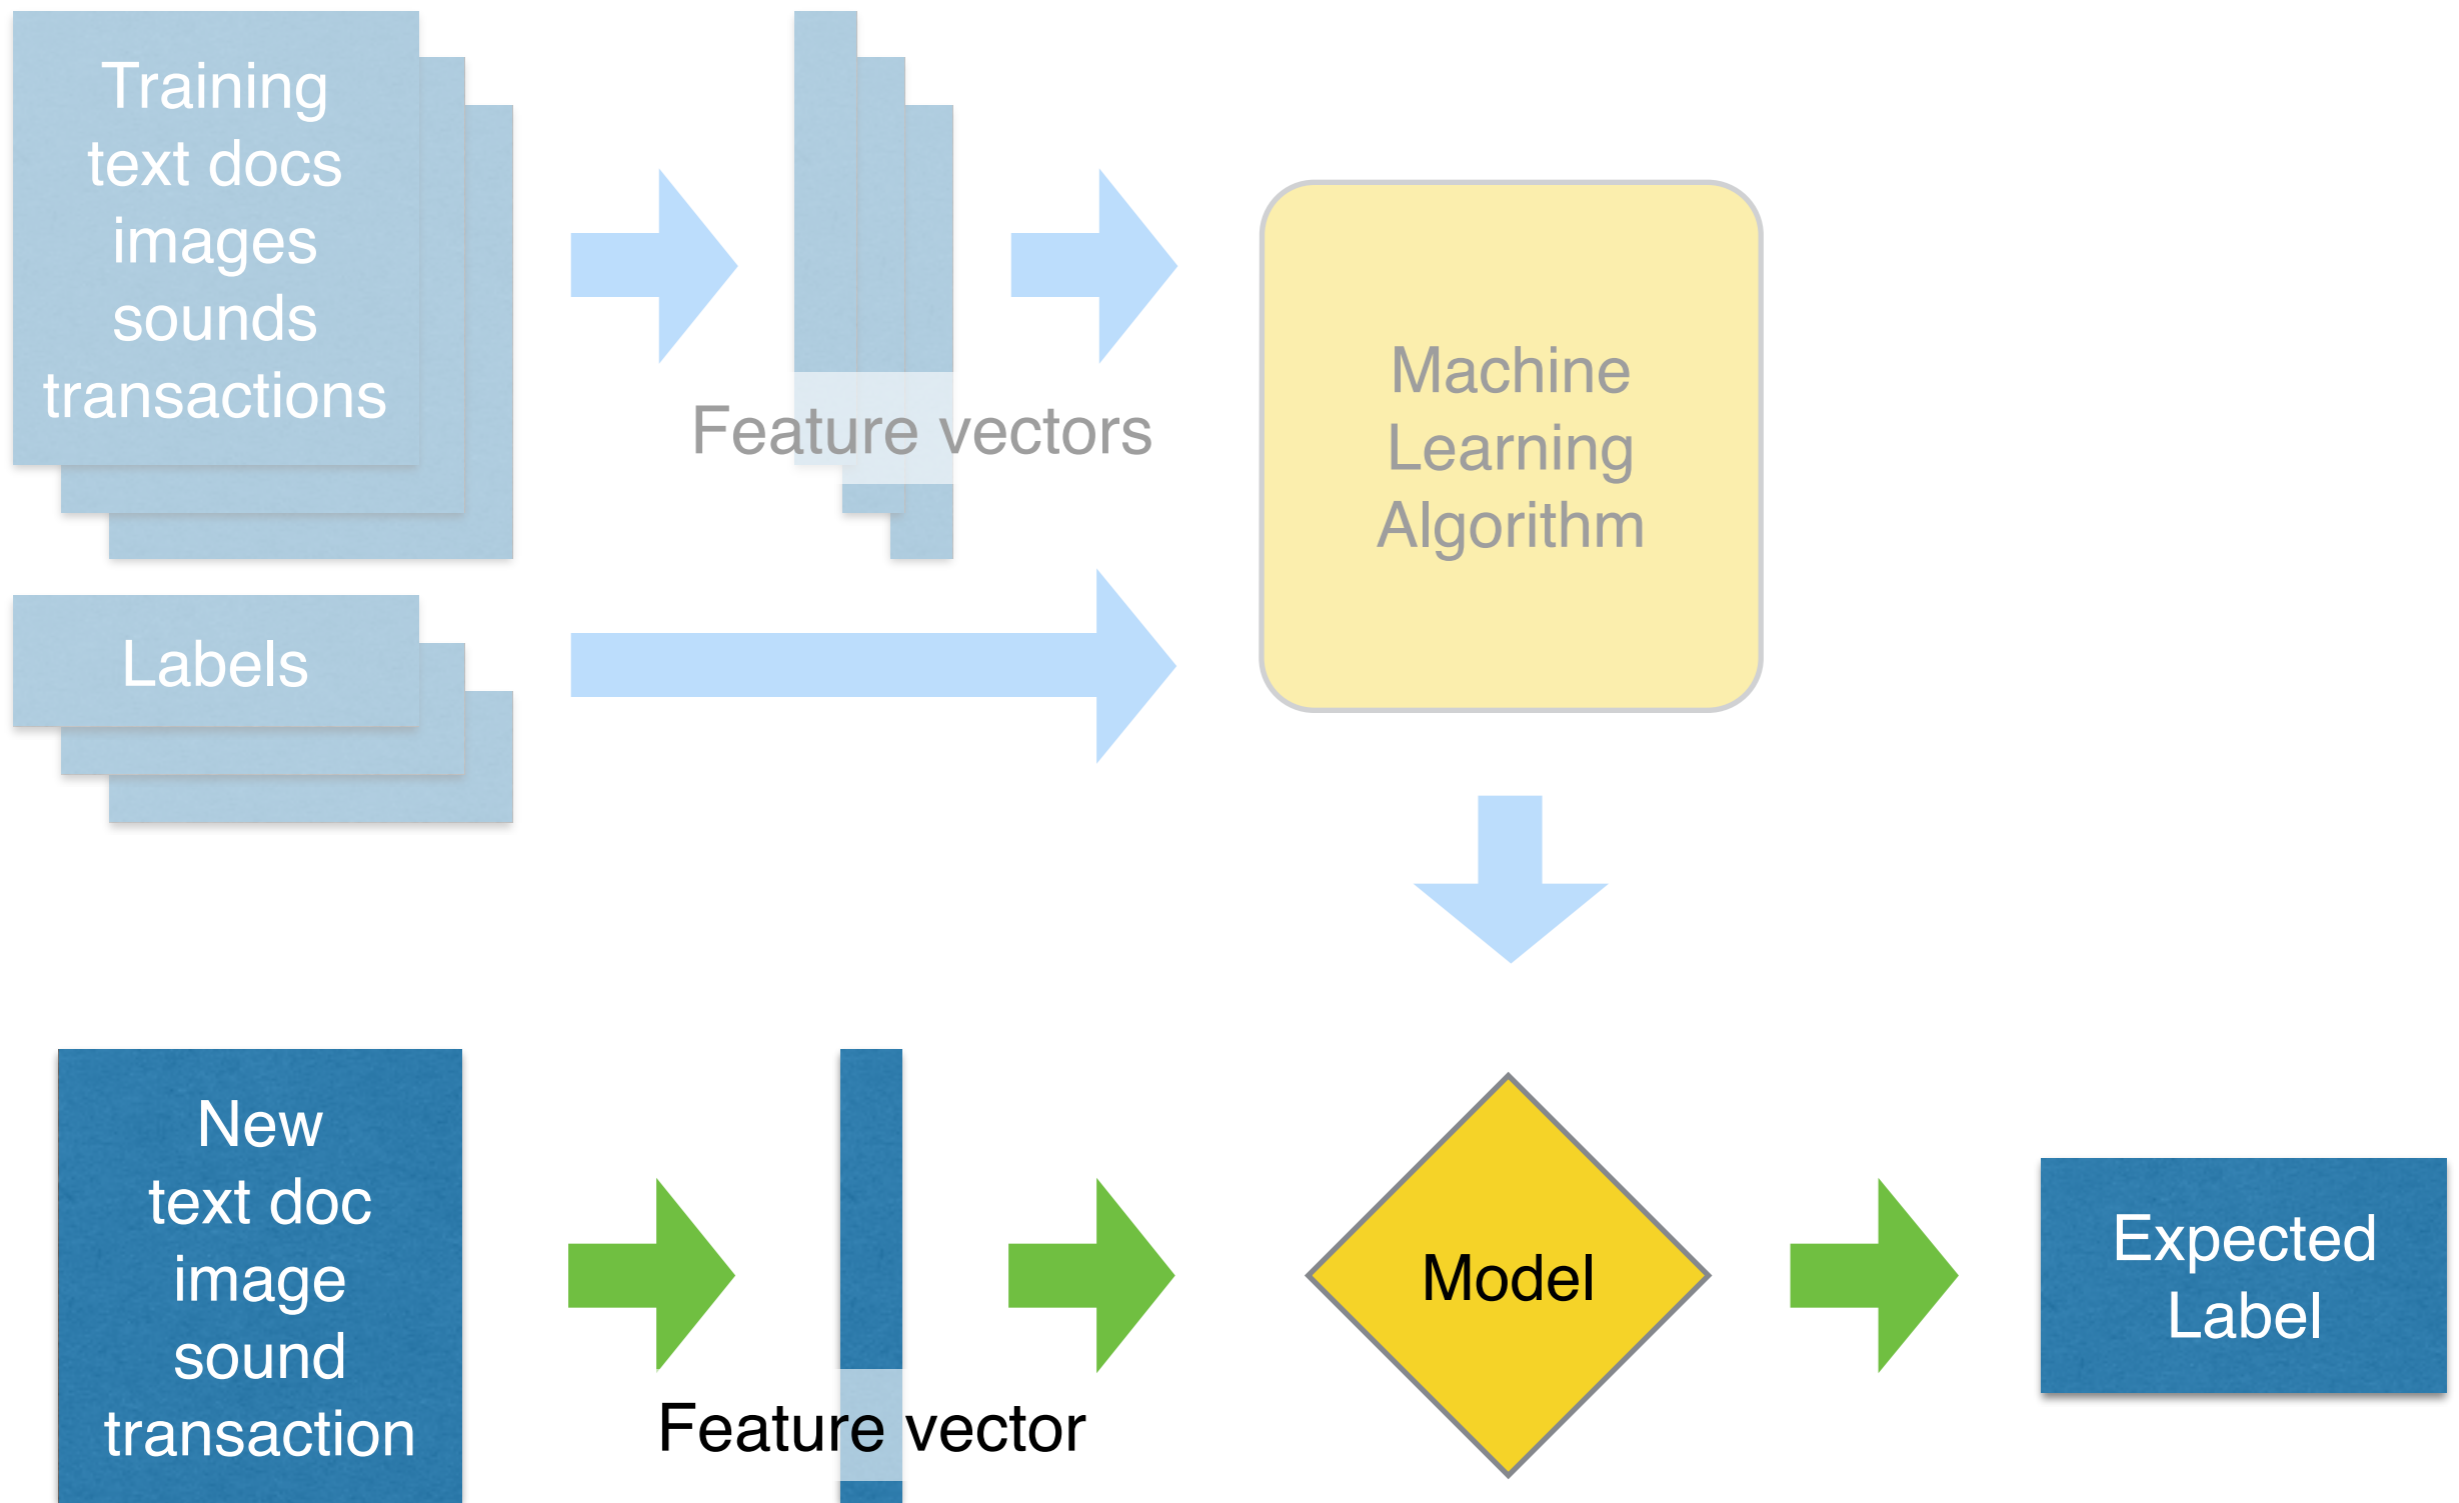 Training
text docs
images
sounds
transactions
Feature vectors
Machine
Learning
Algorithm
Labels
New
text doc
image
sound
transaction
Feature vector
Model
Expected
Label